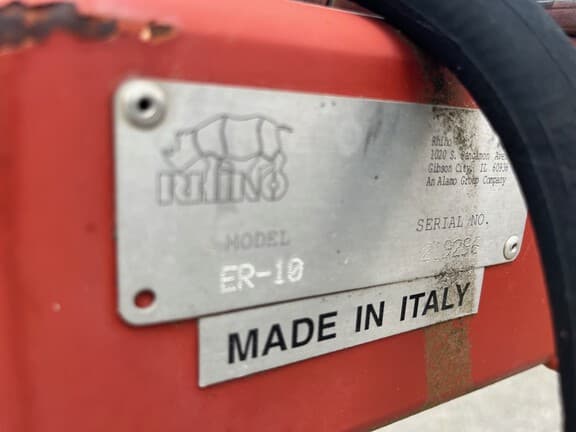 RHINO
Rhino
1020 S. Sangamon Ave
Gibson City, IL 60936
An Alamo Group Company
MODEL
SERIAL NO.
ER-10
MADE IN ITALY